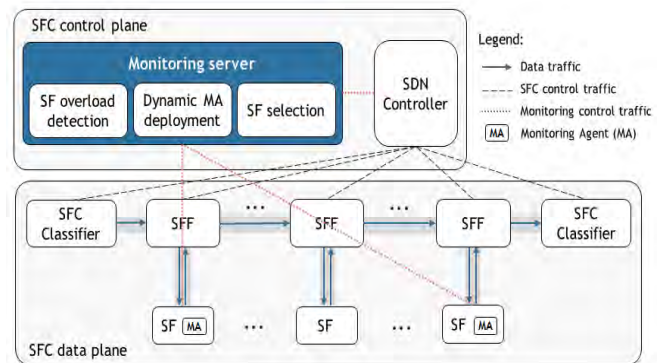 SFC control plane
Monitoring server
SF overload
detection
Dynamic MA
deployment
SF selection
SDN
Controller
Legend:
Data traffic
SFC control traffic
Monitoring control traffic
MA Monitoring Agent (MA)
SFC
Classifier
SFF
...
SFF
...
SFF
SFC
Classifier
SF MA
...
SF
...
SF MA
SFC data plane